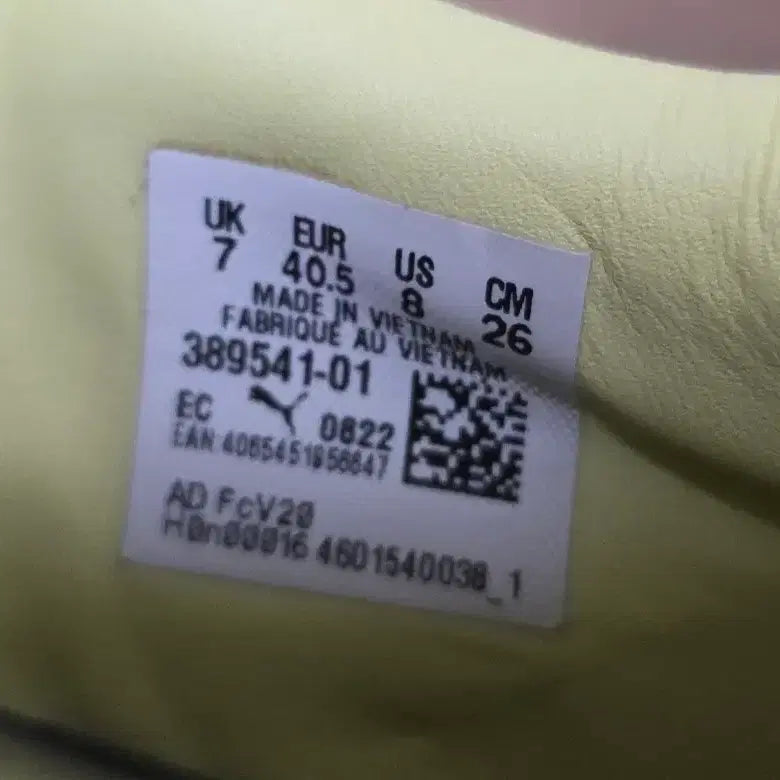 UK EUR US CM
7 40.5 8 26
MADE IN VIETNAM
FABRIQUE AU VIETNAM
389541-01
EC 0822
EAN:
AD FcV20
H0n00016 4601540038_1